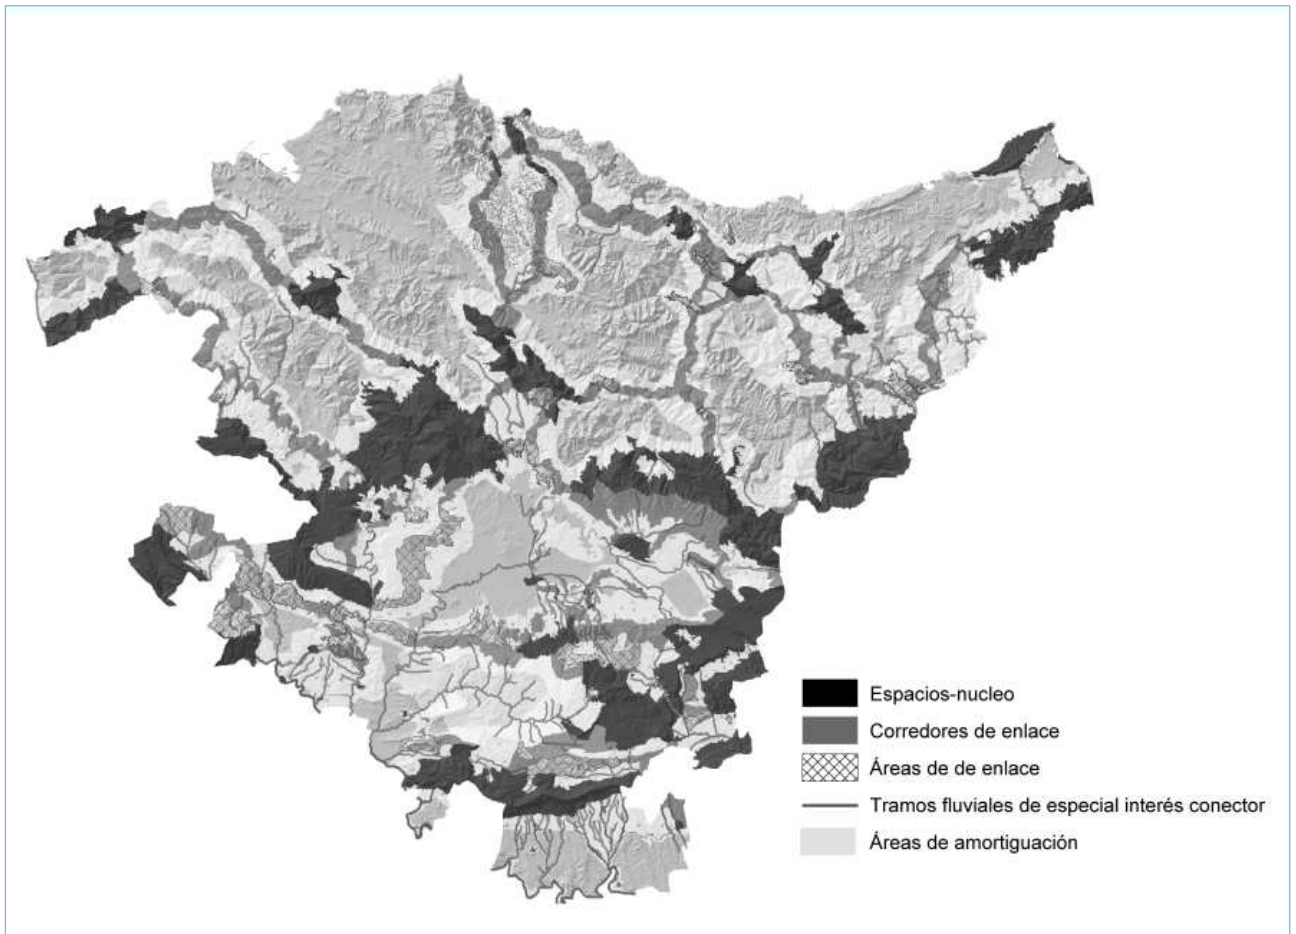 Espacios-nucleo
Corredores de enlace
Áreas de de enlace
Tramos fluviales de especial interés conector
Áreas de amortiguación